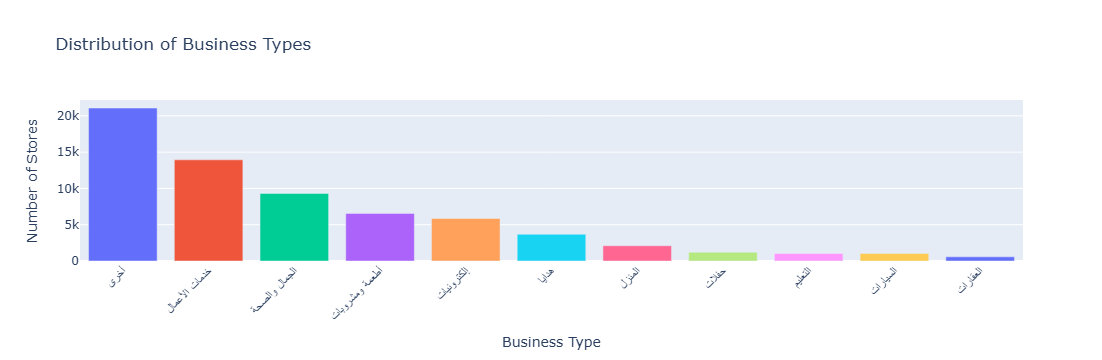 Distribution of Business Types
Number of Stores
20k
15k
10k
5k
0
أخرى
خدمات الأعمال
الجمال والصحة
أطعمة ومشروبات
إلكترونيات
هدايا
المنزل
حفلات
التعليم
السيارات
العقارات
Business Type